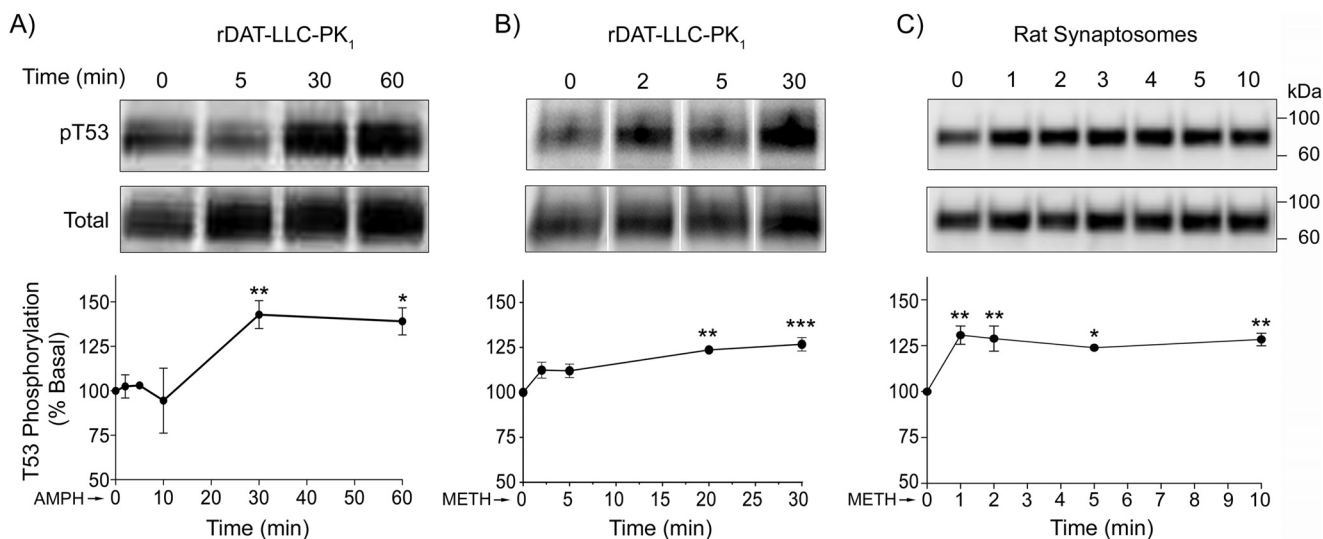 A)
rDAT-LLC-PK1
Time (min) 0 5 30 60
pT53
Total
T53 Phosphorylation
(% Basal)
150
125
100
75
50
** *
AMPH→ 0 10 20 30 40 50 60
Time (min)
B)
rDAT-LLC-PK1
0 2 5 30
150
125
100
75
50
** ***
METH→ 0 5 10 15 20 25 30
Time (min)
C)
Rat Synaptosomes
0 1 2 3 4 5 10
kDa
100
60
100
60
150
125
100
75
50
** ** * **
METH→ 0 1 2 3 4 5 6 7 8 9 10
Time (min)